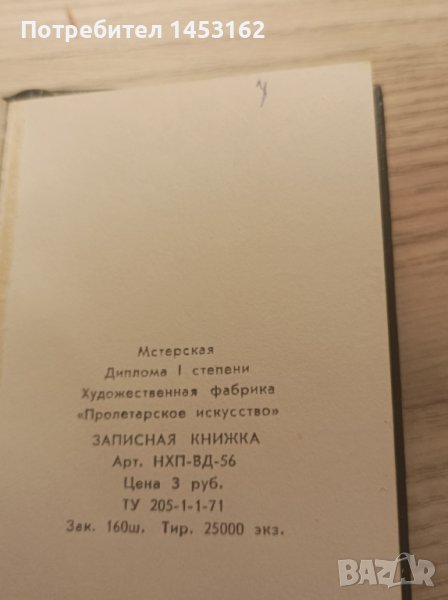 Потребител 1453162
Мстерская
Диплома I степени
Художественная фабрика
«Пролетарское искусство»
ЗАПИСНАЯ КНИЖКА
Арт. НХП-ВД-56
Цена 3 руб.
ТУ 205-1-1-71
Зак. 160ш. Тир. 25000 экз.
BAZAR